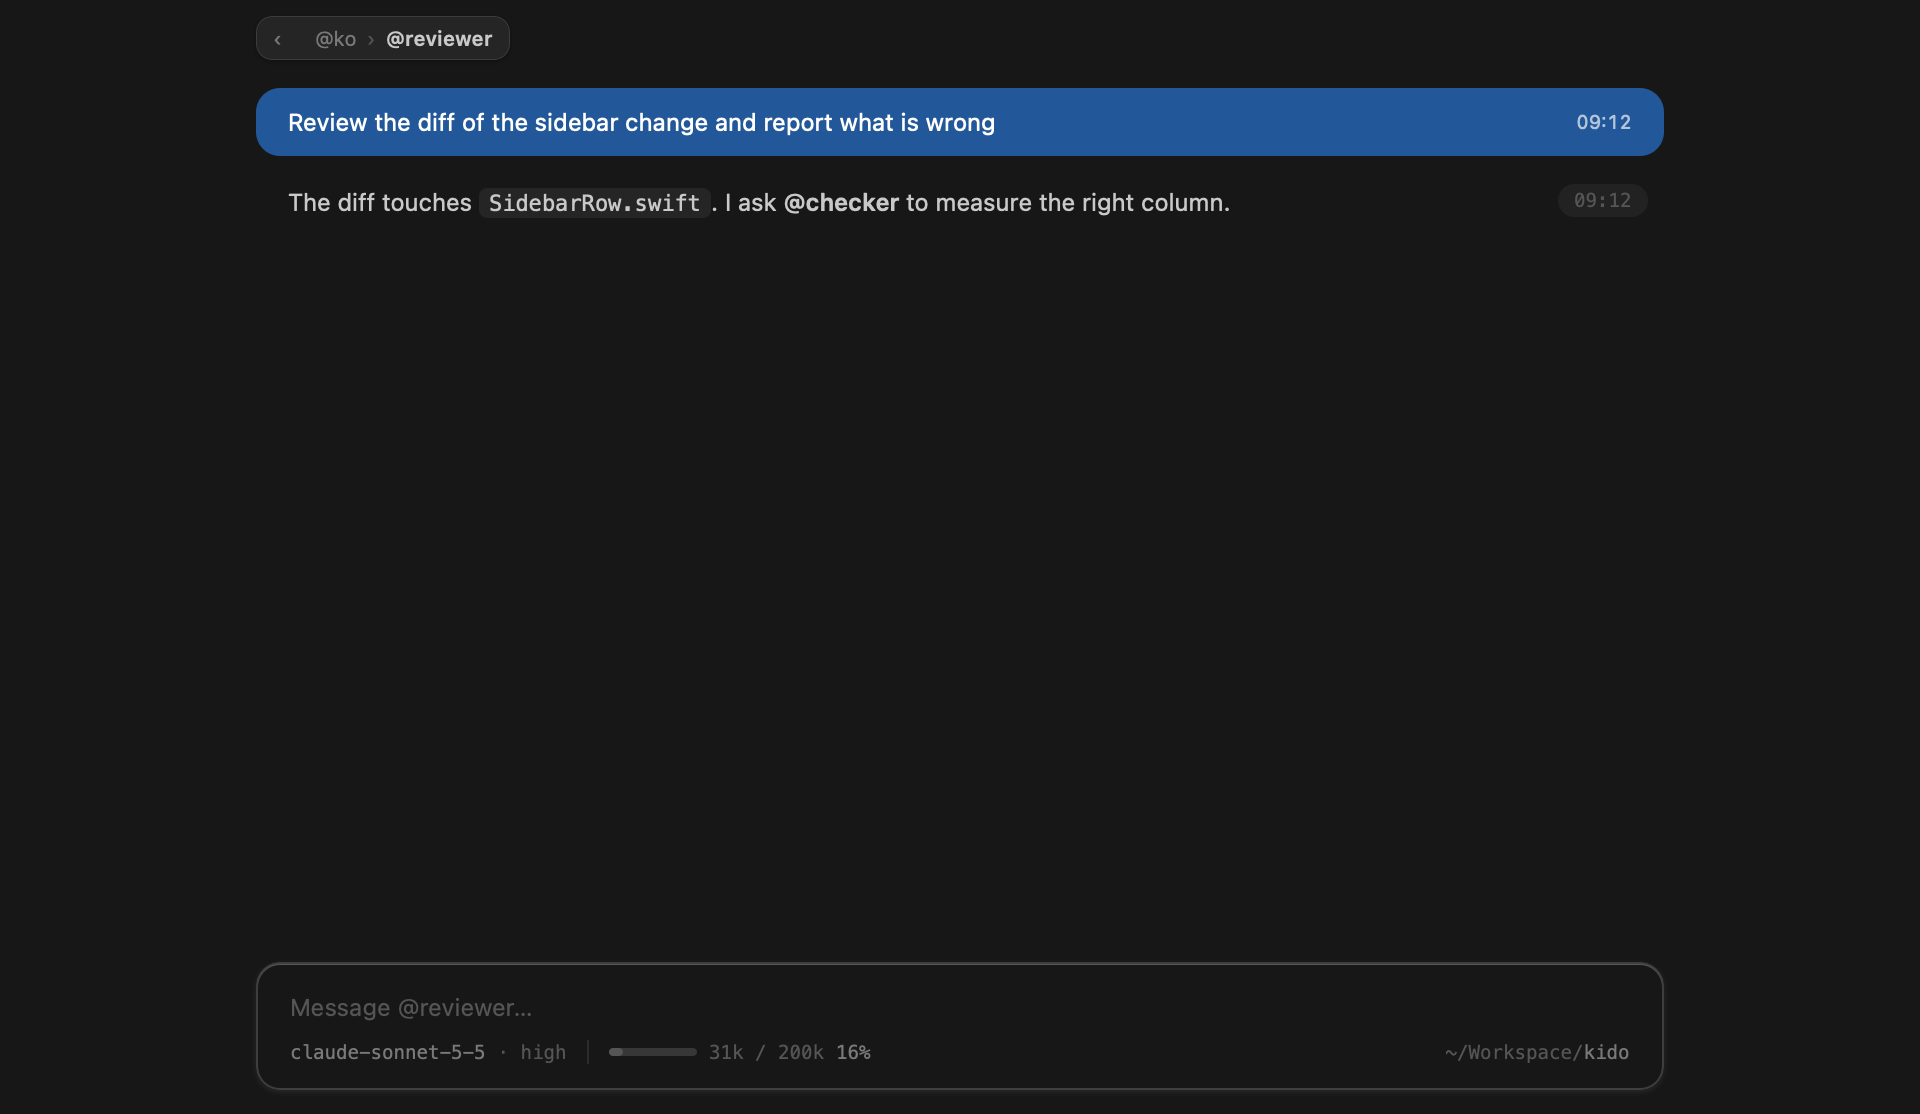 ‹ @ko › @reviewer
Review the diff of the sidebar change and report what is wrong 09:12
The diff touches SidebarRow.swift. I ask @checker to measure the right column. 09:12
Message @reviewer…
claude-sonnet-5-5 · high 31k / 200k 16% ~/Workspace/kido